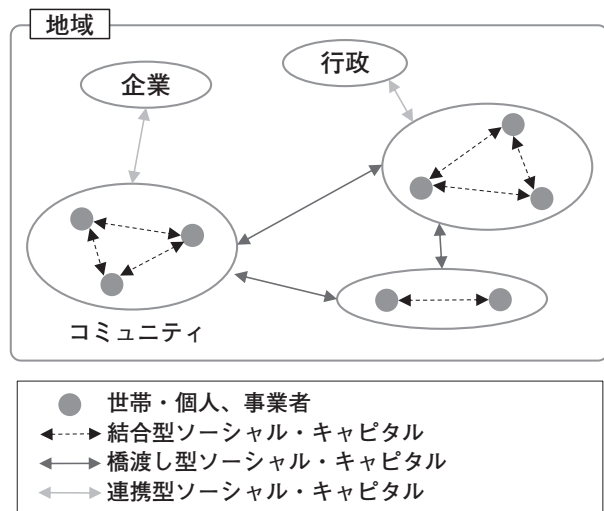 地域
企業
行政
コミュニティ
世帯・個人、事業者
結合型ソーシャル・キャピタル
橋渡し型ソーシャル・キャピタル
連携型ソーシャル・キャピタル